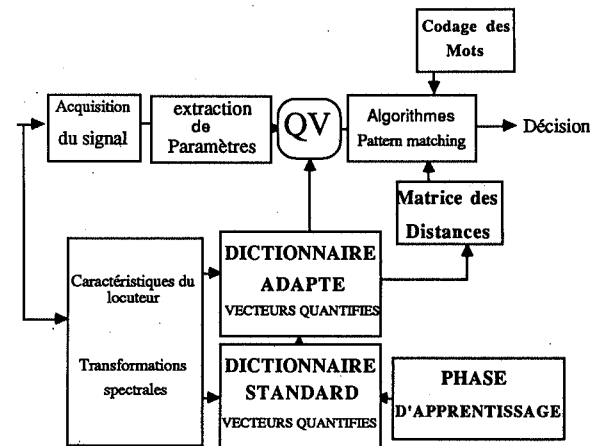 Codage des
Mots
Acquisition
du signal
extraction
de
Paramètres
QV
Algorithmes
Pattern matching
Décision
Matrice des
Distances
Caractéristiques du
locuteur
Transformations
spectrales
DICTIONNAIRE
ADAPTE
VECTEURS QUANTIFIES
DICTIONNAIRE
STANDARD
VECTEURS QUANTIFIES
PHASE
D'APPRENTISSAGE